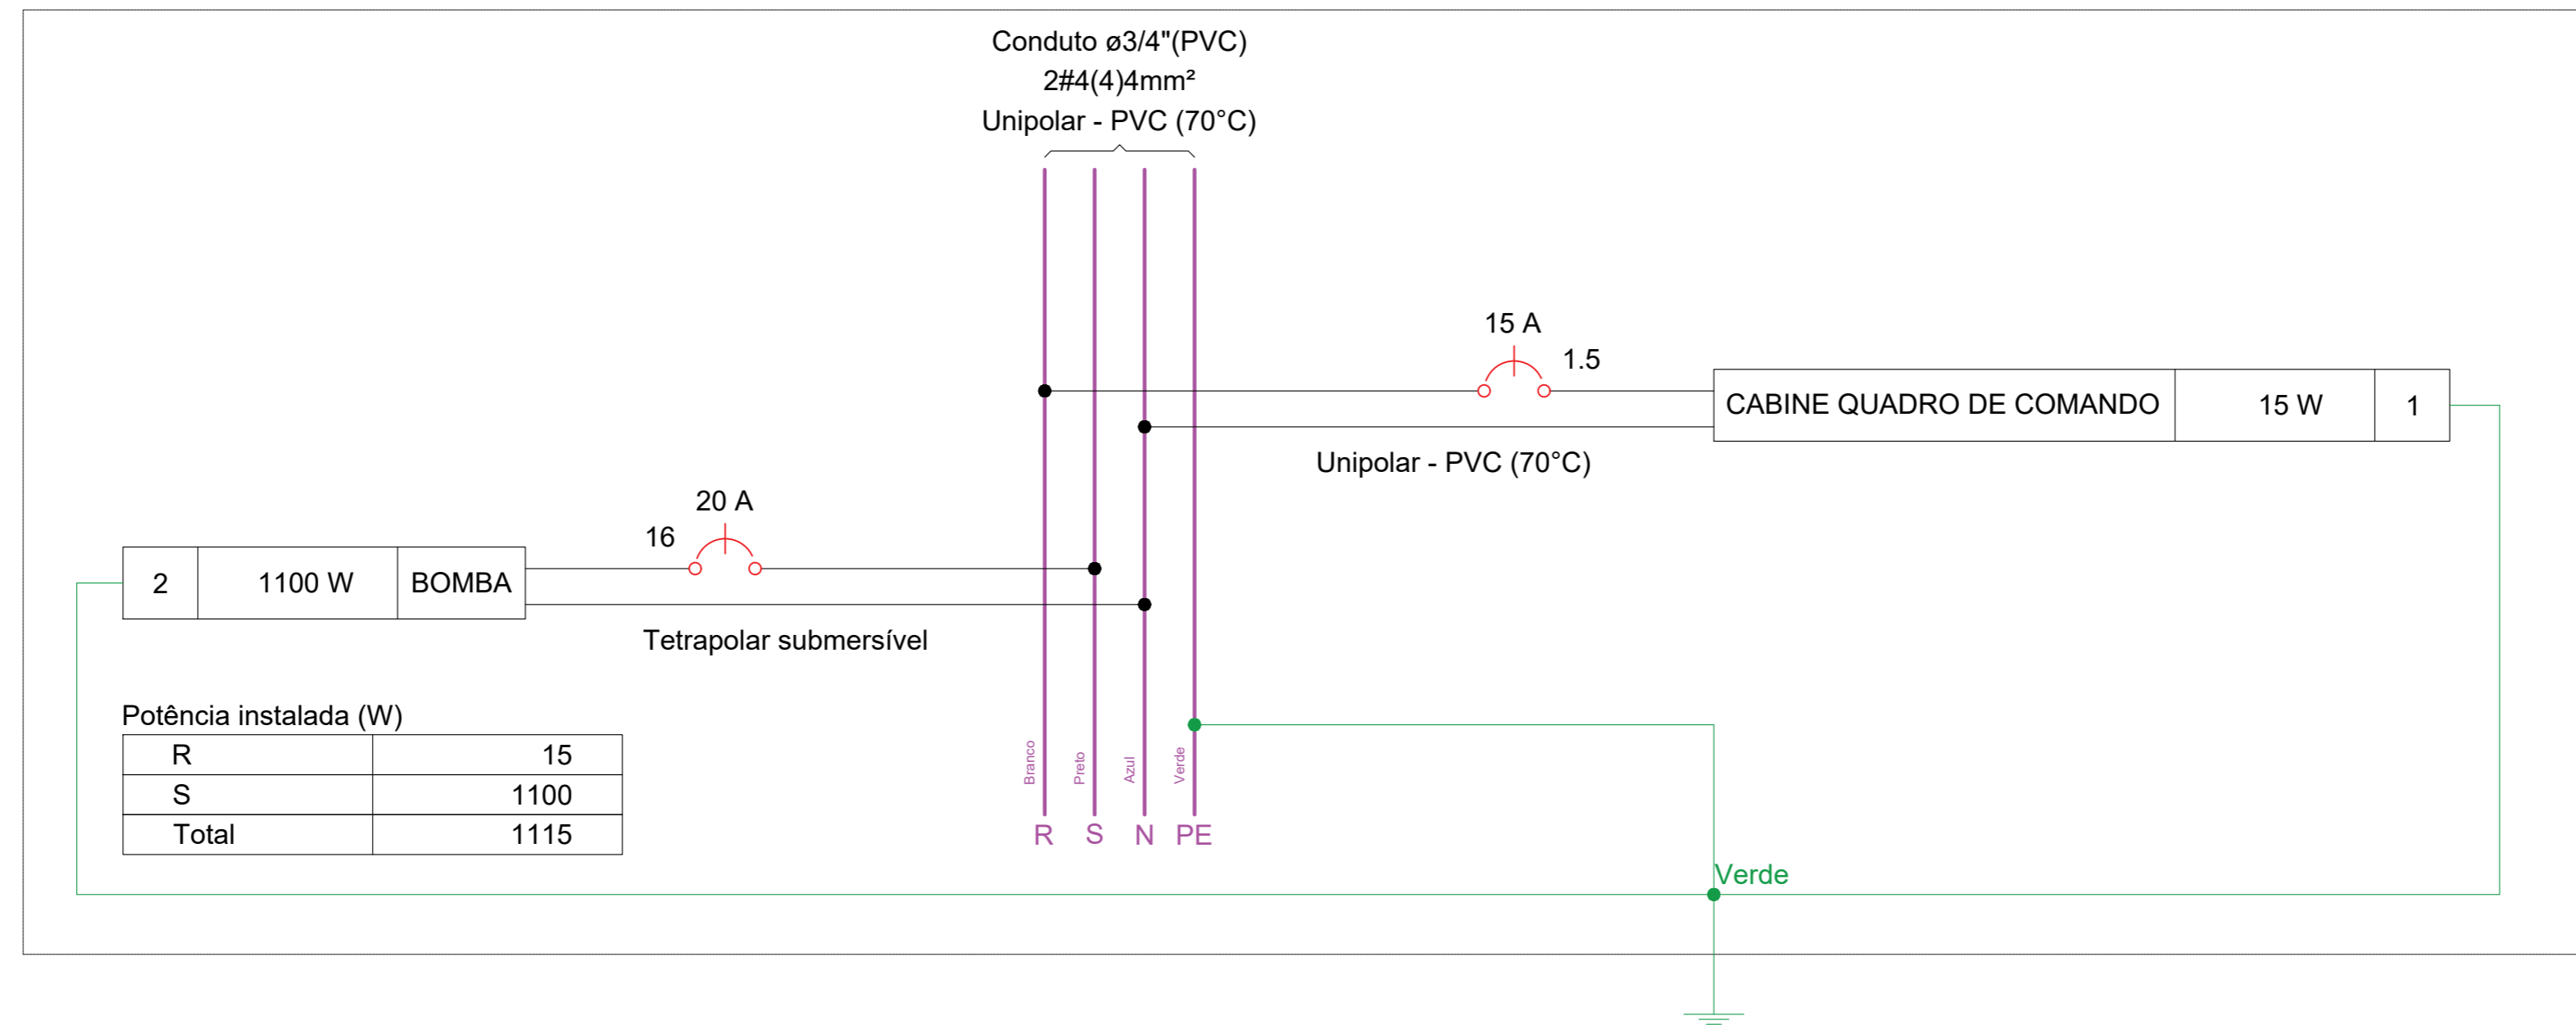 Conduto ø3/4"(PVC)
2#4(4)4mm²
Unipolar - PVC (70°C)
15 A
1.5
CABINE QUADRO DE COMANDO 15 W 1
Unipolar - PVC (70°C)
20 A
16
2 1100 W BOMBA
Tetrapolar submersível
Potência instalada (W)
R 15
S 1100
Total 1115
Branco
Preto
Azul
Verde
R S N PE
Verde